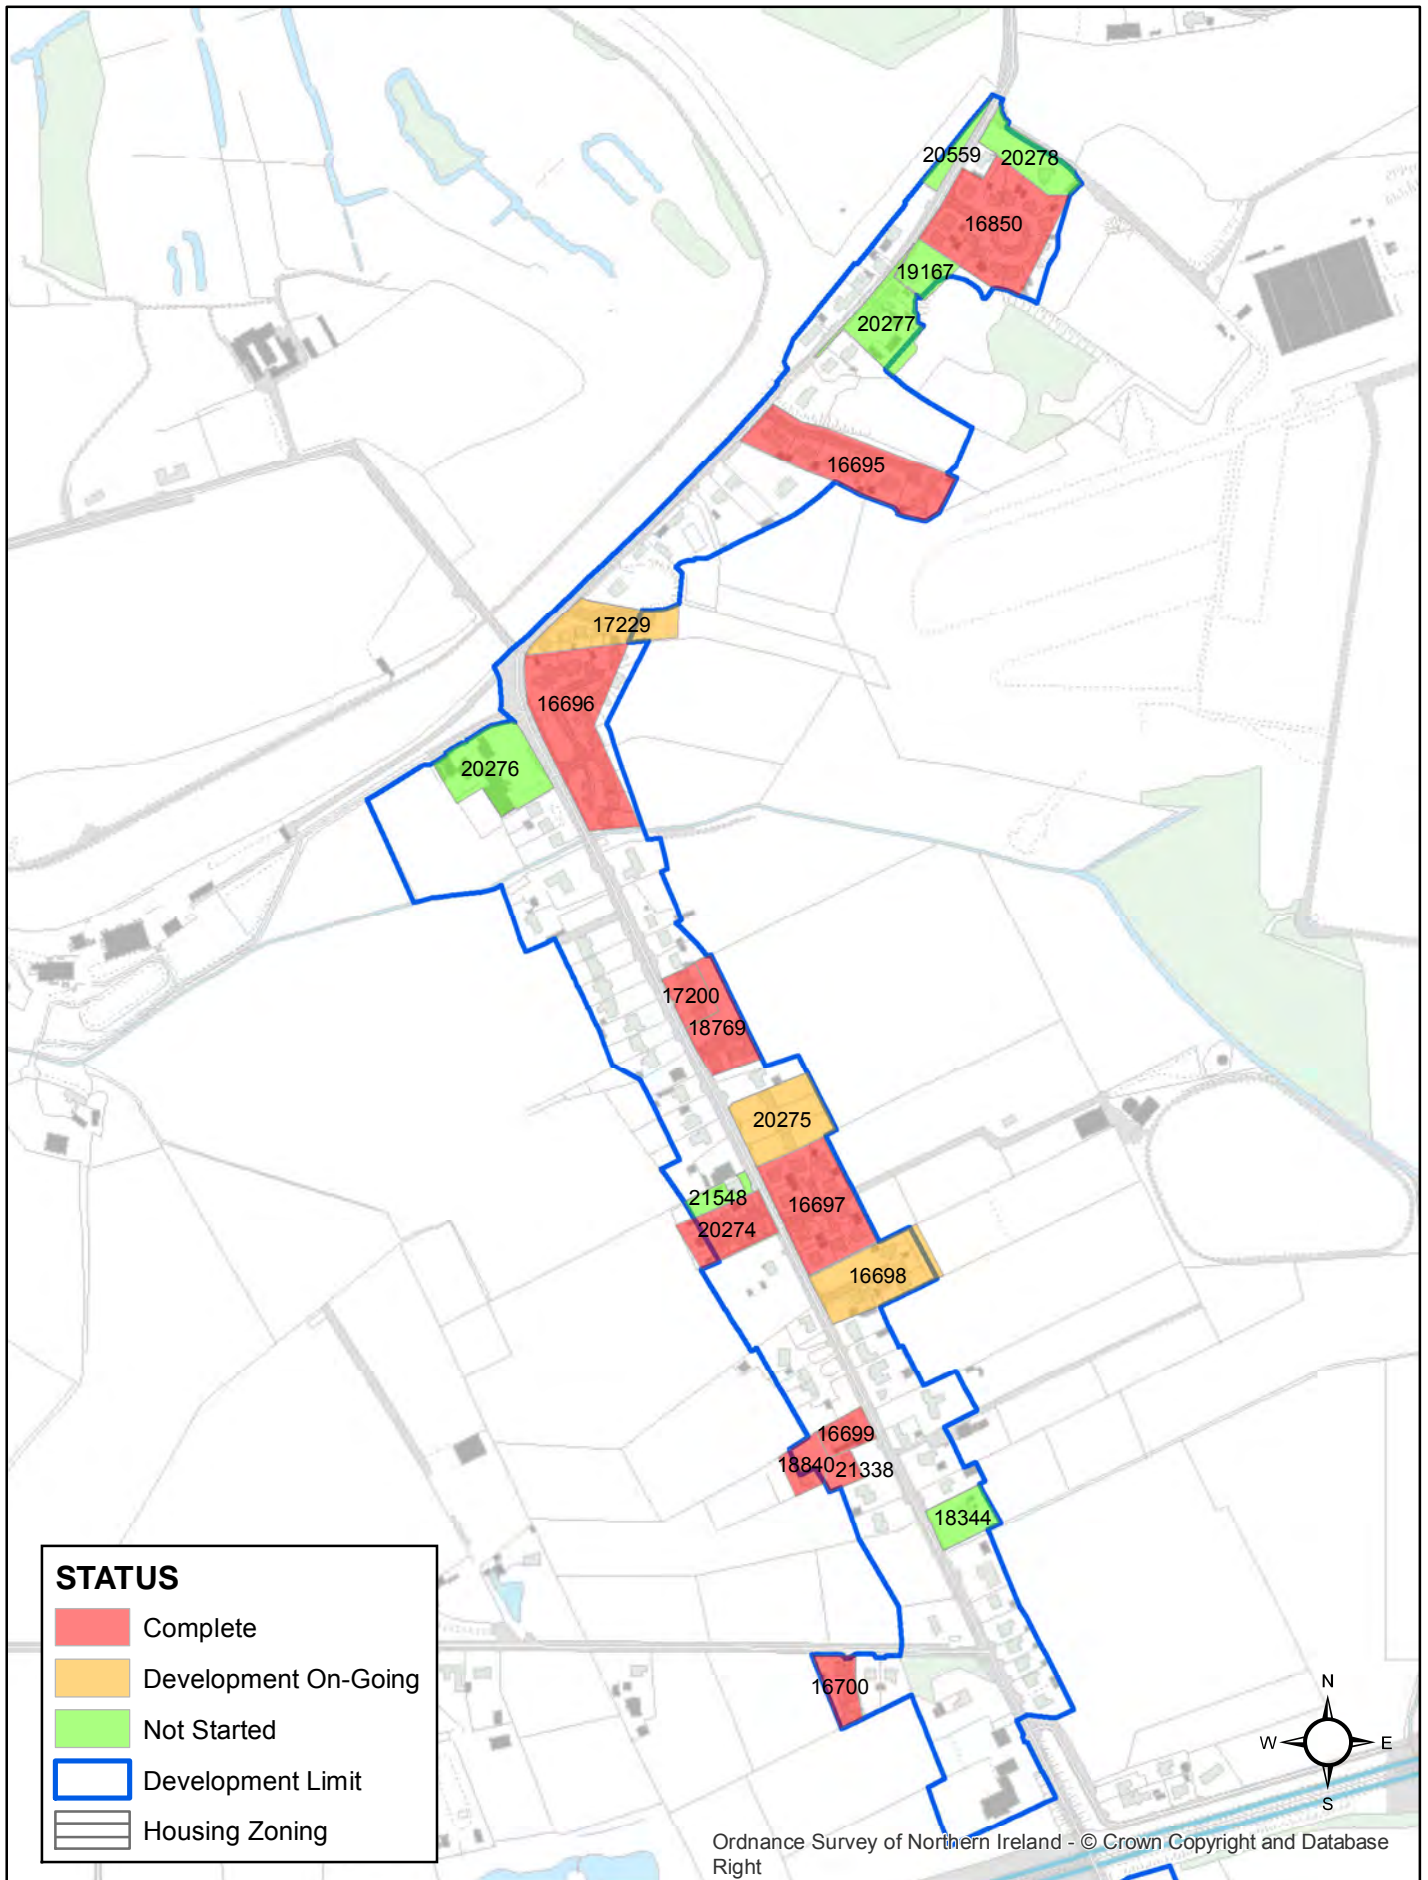 20559
20278
16850
19167
20277
16695
17229
16696
20276
17200
18769
20275
21548
16697
20274
16698
16699
18840
21338
18344
16700
STATUS
Complete
Development On-Going
Not Started
Development Limit
Housing Zoning
N
W
E
S
Ordnance Survey of Northern Ireland - © Crown Copyright and Database
Right